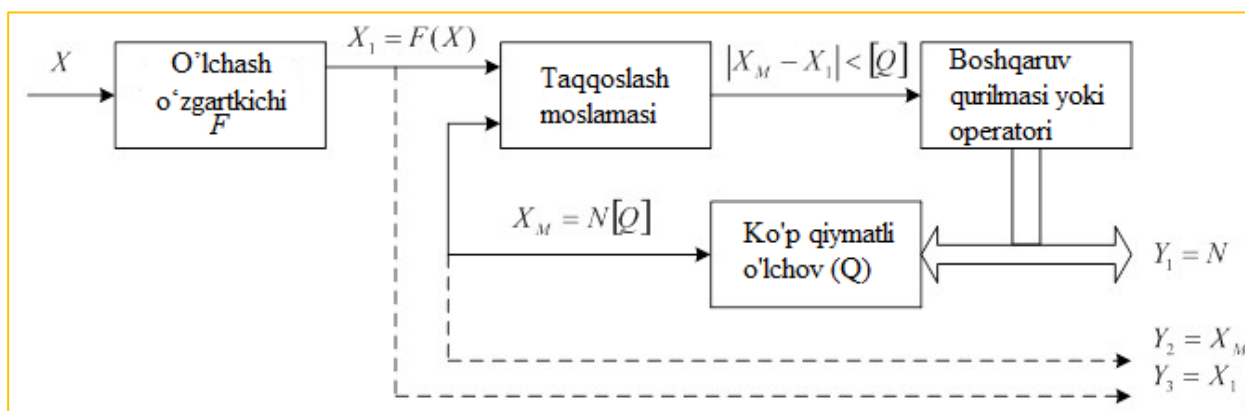 X
O’lchash
o‘zgartkichi
F
X₁ = F(X)
Taqqoslash
moslamasi
|X_M − X₁| < [Q]
Boshqaruv
qurilmasi yoki
operatori
X_M = N[Q]
Ko'p qiymatli
o'lchov (Q)
Y₁ = N
Y₂ = X_M
Y₃ = X₁